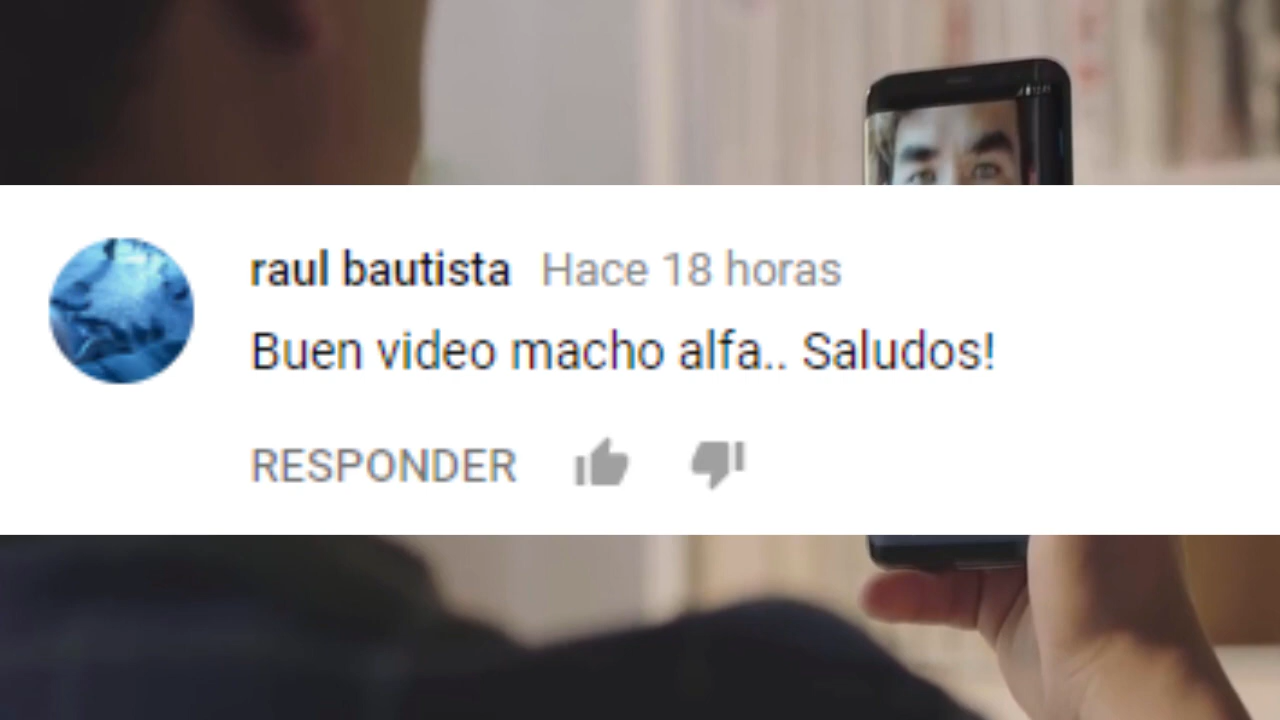 raul bautista Hace 18 horas
Buen video macho alfa.. Saludos!
RESPONDER